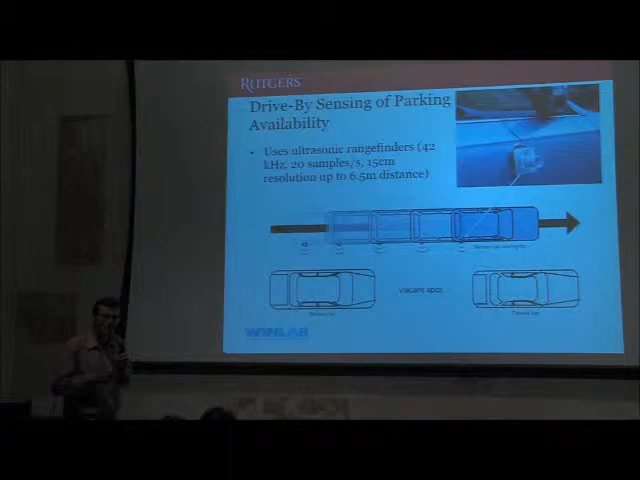 RUTGERS
Drive-By Sensing of Parking
Availability
• Uses ultrasonic rangefinders (42
kHz, 20 samples/s, 15cm
resolution up to 6.5m distance)
vacant spot
WINLAB